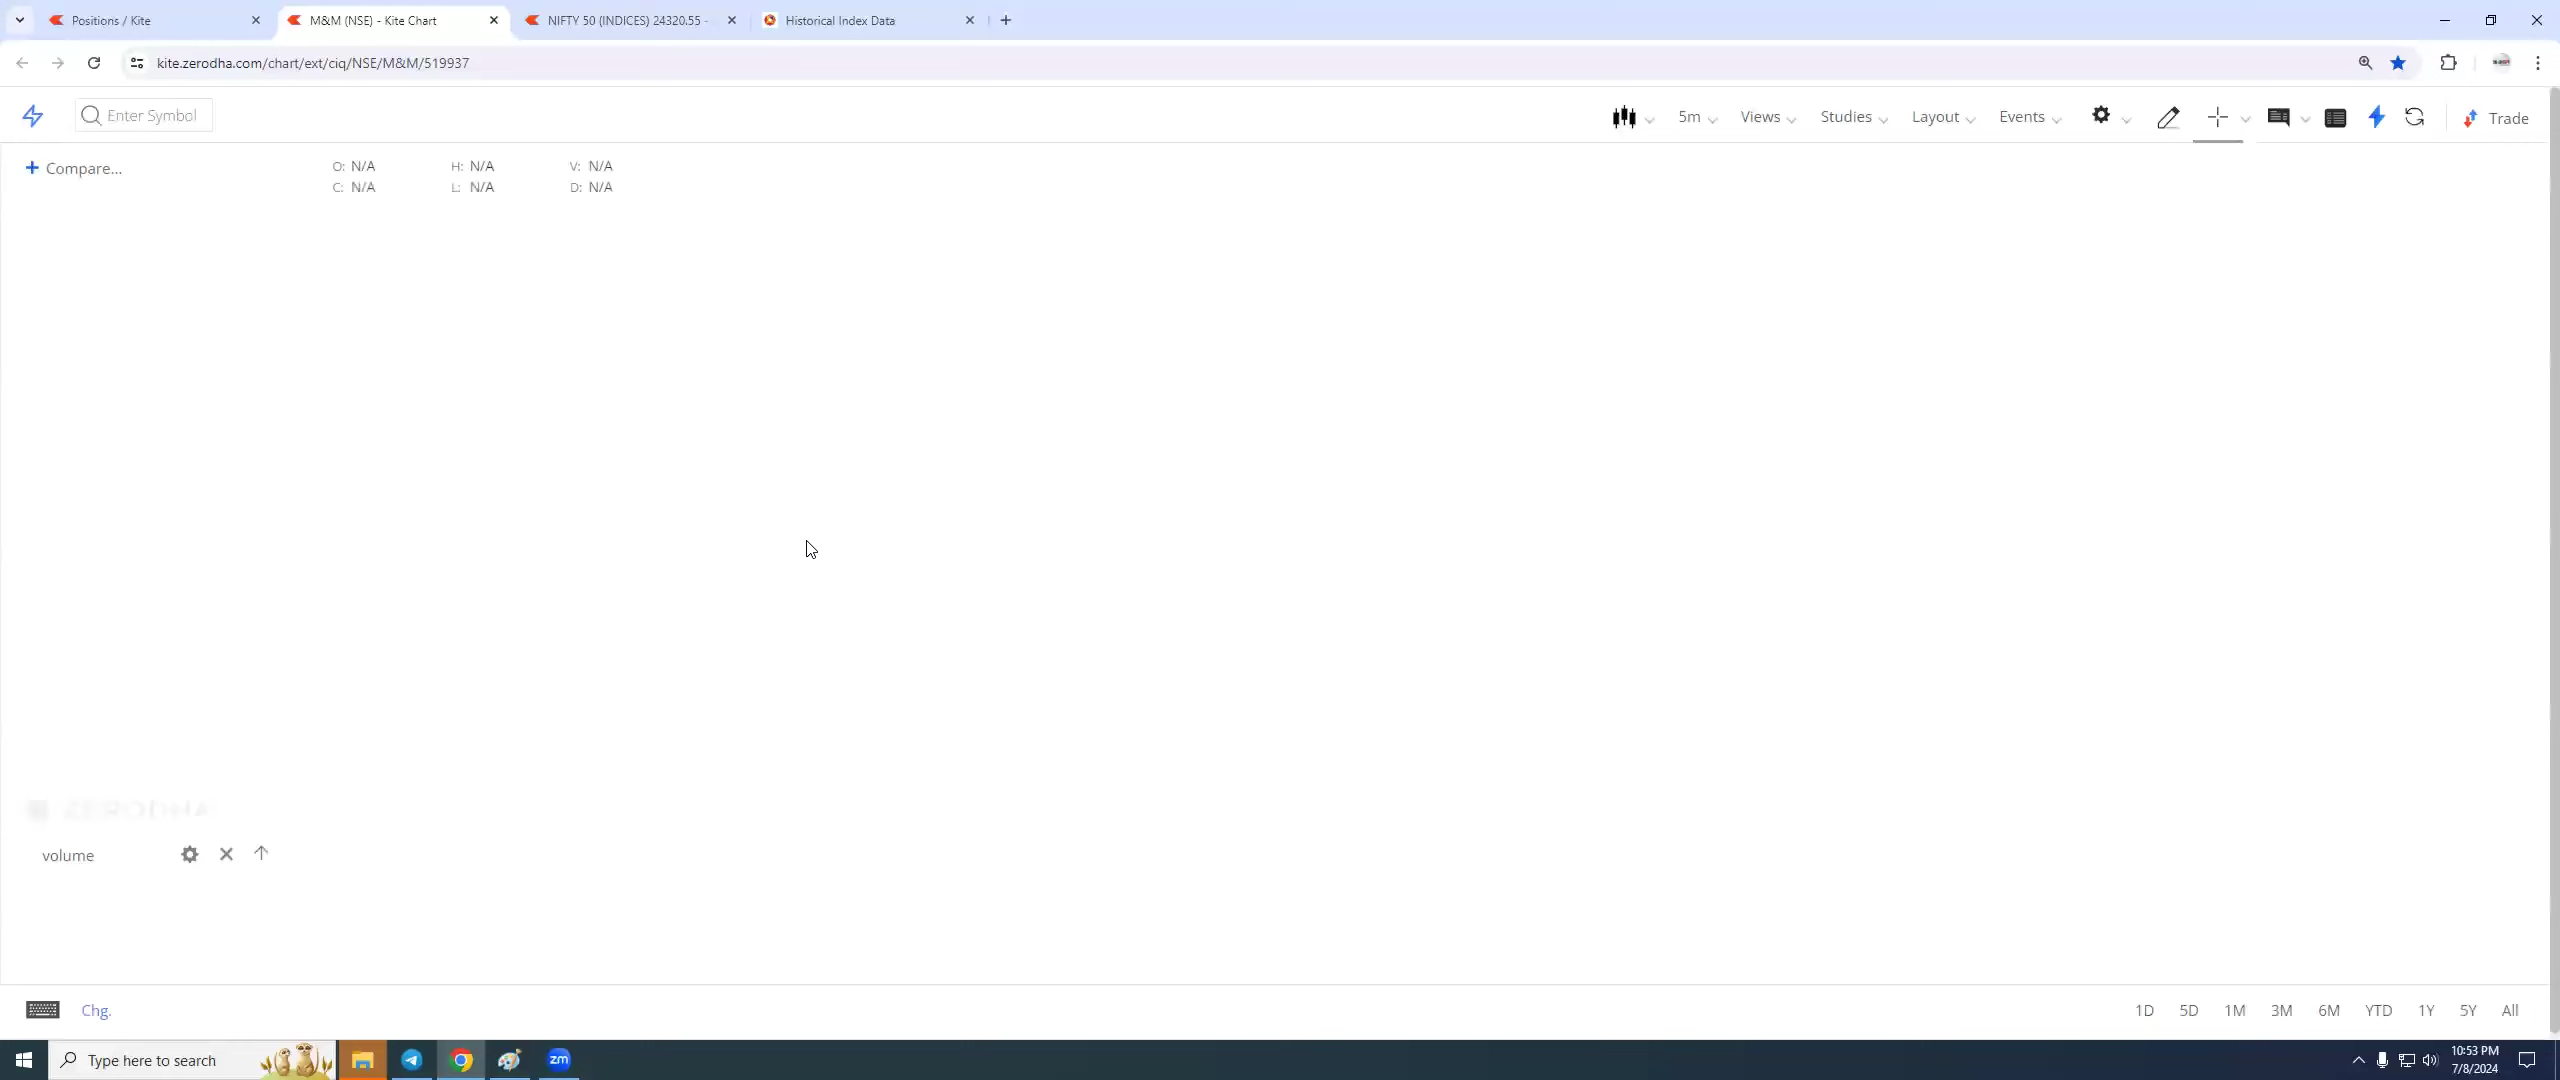 Positions / Kite
M&M (NSE) - Kite Chart
NIFTY 50 (INDICES) 24320.55 -
Historical Index Data
kite.zerodha.com/chart/ext/ciq/NSE/M&M/519937
Enter Symbol
5m
Views
Studies
Layout
Events
Trade
+ Compare...
O: N/A H: N/A V: N/A
C: N/A L: N/A D: N/A
ZERODHA
volume
Chg.
1D 5D 1M 3M 6M YTD 1Y 5Y All
Type here to search
zm
10:53 PM
7/8/2024